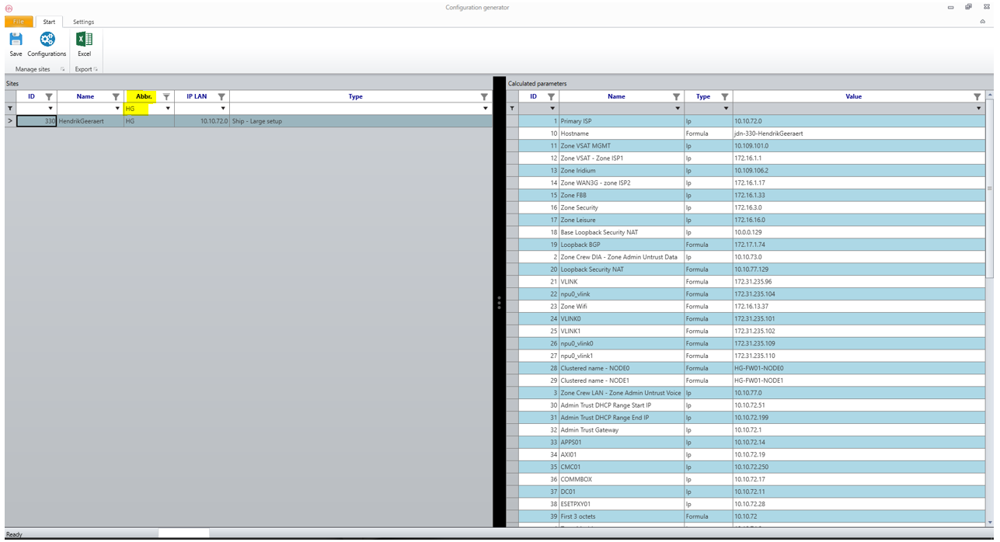 Configuration generator
File Start Settings
Save Configurations Excel
Manage sites Export
Sites
ID Name Abbr. IP LAN Type
HG
> 330 HendrikGeeraert HG 10.10.72.0 Ship - Large setup
Calculated parameters
ID Name Type Value
1 Primary ISP Ip 10.10.72.0
10 Hostname Formula jdn-330-HendrikGeeraert
11 Zone VSAT MGMT Ip 10.109.101.0
12 Zone VSAT - Zone ISP1 Ip 172.16.1.1
13 Zone Iridium Ip 10.109.106.2
14 Zone WAN3G - zone ISP2 Ip 172.16.1.17
15 Zone FBB Ip 172.16.1.33
16 Zone Security Ip 172.16.3.0
17 Zone Leisure Ip 172.16.16.0
18 Base Loopback Security NAT Ip 10.0.0.129
19 Loopback BGP Formula 172.17.1.74
2 Zone Crew DIA - Zone Admin Untrust Data Ip 10.10.73.0
20 Loopback Security NAT Formula 10.10.77.129
21 VLINK Formula 172.31.235.96
22 npu0_vlink Formula 172.31.235.104
23 Zone Wifi Formula 172.16.13.37
24 VLINK0 Formula 172.31.235.101
25 VLINK1 Formula 172.31.235.102
26 npu0_vlink0 Formula 172.31.235.109
27 npu0_vlink1 Formula 172.31.235.110
28 Clustered name - NODE0 Formula HG-FW01-NODE0
29 Clustered name - NODE1 Formula HG-FW01-NODE1
3 Zone Crew LAN - Zone Admin Untrust Voice Ip 10.10.77.0
30 Admin Trust DHCP Range Start IP Ip 10.10.72.51
31 Admin Trust DHCP Range End IP Ip 10.10.72.199
32 Admin Trust Gateway Ip 10.10.72.1
33 APPS01 Ip 10.10.72.14
34 AXI01 Ip 10.10.72.19
35 CMC01 Ip 10.10.72.250
36 COMMBOX Ip 10.10.72.17
37 DC01 Ip 10.10.72.11
38 ESETPXY01 Ip 10.10.72.28
39 First 3 octets Formula 10.10.72
Ready